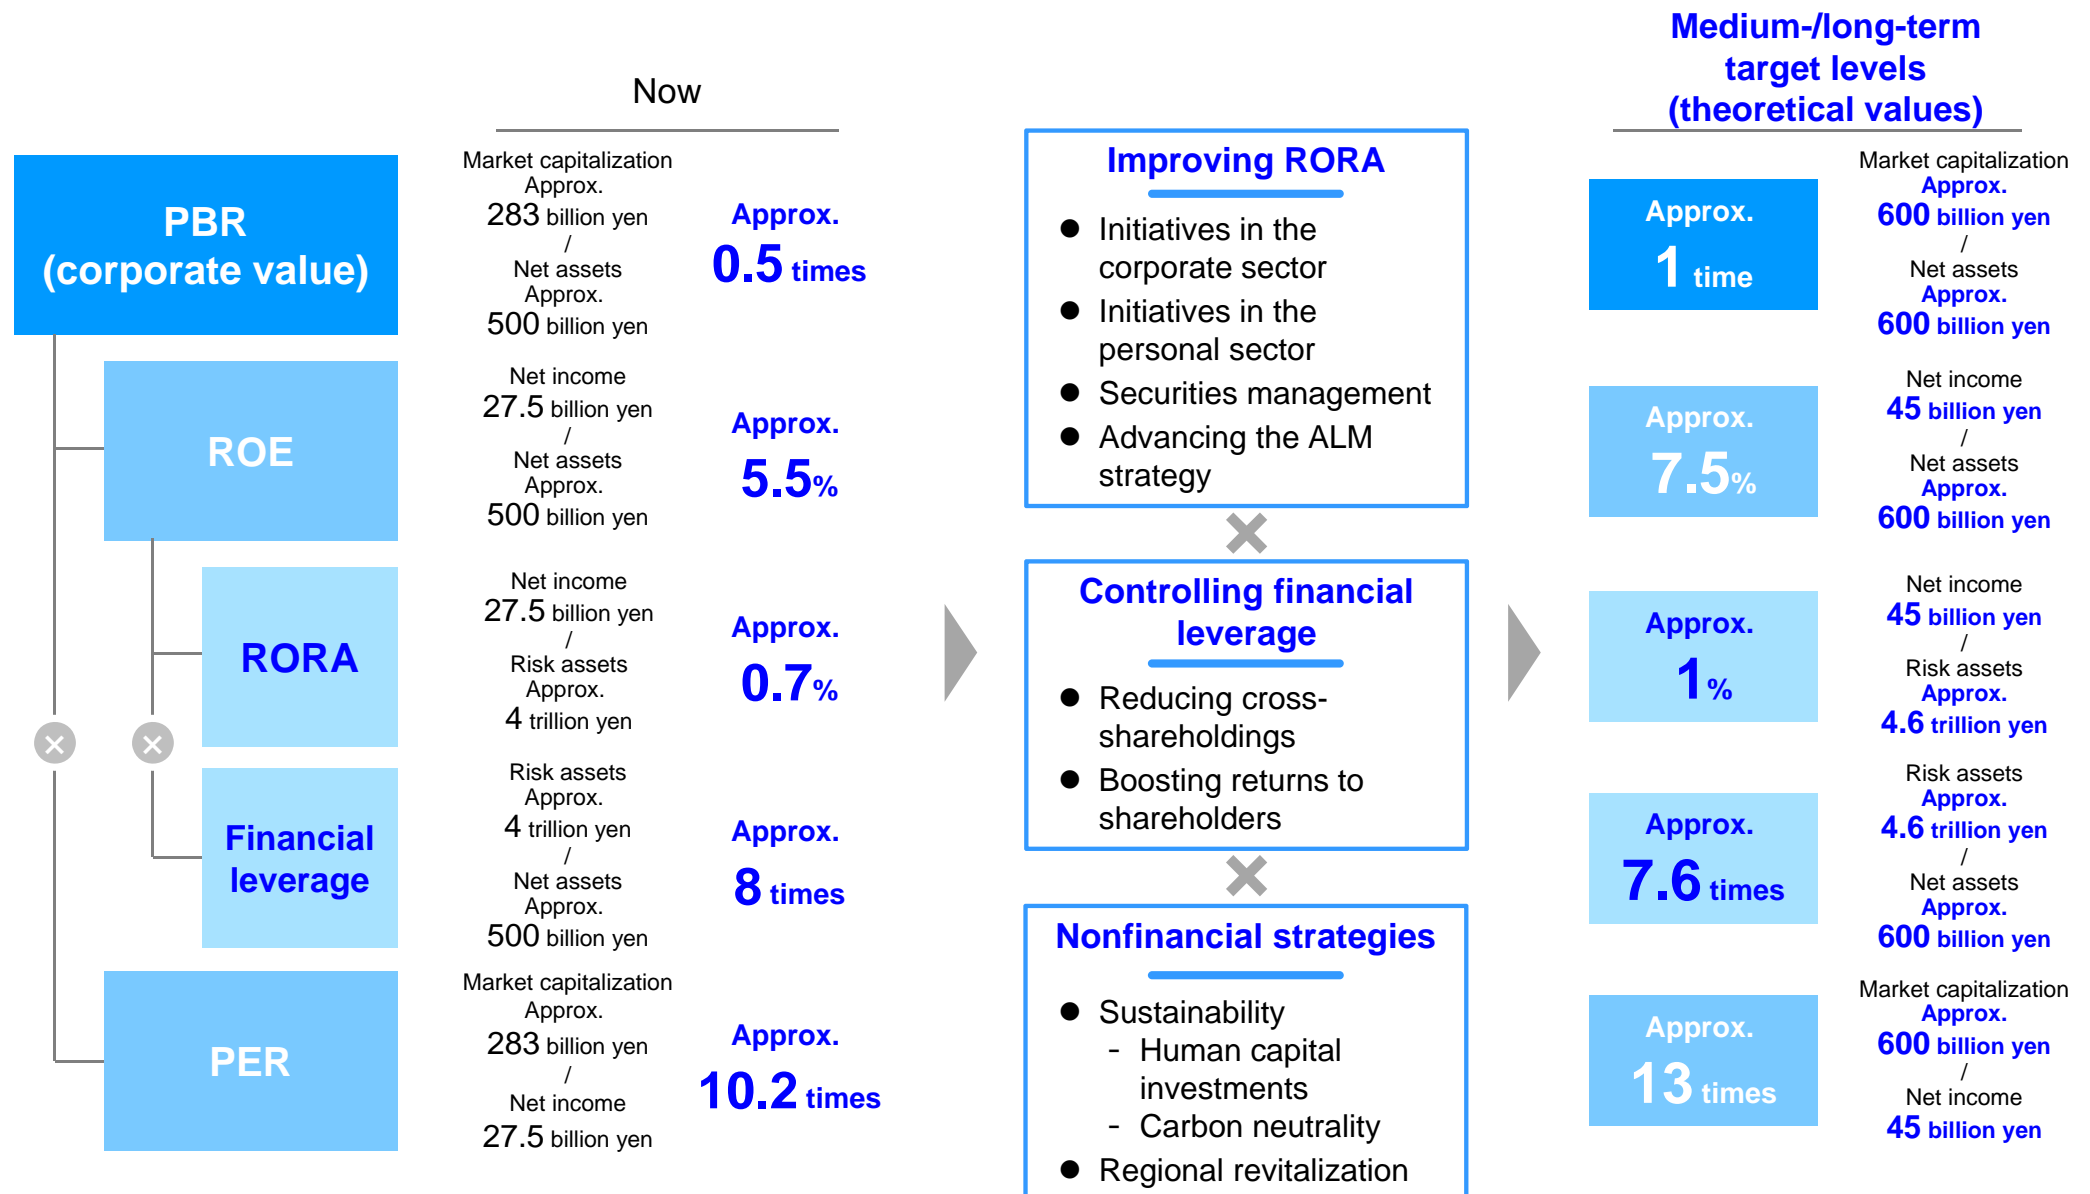 Now
Medium-/long-term
target levels
(theoretical values)
PBR
(corporate value)
Market capitalization
Approx.
283 billion yen
/
Net assets
Approx.
500 billion yen
Approx.
0.5 times
ROE
Net income
27.5 billion yen
/
Net assets
Approx.
500 billion yen
Approx.
5.5%
RORA
Net income
27.5 billion yen
/
Risk assets
Approx.
4 trillion yen
Approx.
0.7%
Financial
leverage
Risk assets
Approx.
4 trillion yen
/
Net assets
Approx.
500 billion yen
Approx.
8 times
PER
Market capitalization
Approx.
283 billion yen
/
Net income
27.5 billion yen
Approx.
10.2 times
Improving RORA
● Initiatives in the
corporate sector
● Initiatives in the
personal sector
● Securities management
● Advancing the ALM
strategy
Controlling financial
leverage
● Reducing cross-
shareholdings
● Boosting returns to
shareholders
Nonfinancial strategies
● Sustainability
- Human capital
investments
- Carbon neutrality
● Regional revitalization
Approx.
1 time
Market capitalization
Approx.
600 billion yen
/
Net assets
Approx.
600 billion yen
Approx.
7.5%
Net income
45 billion yen
/
Net assets
Approx.
600 billion yen
Approx.
1%
Net income
45 billion yen
/
Risk assets
Approx.
4.6 trillion yen
Approx.
7.6 times
Risk assets
Approx.
4.6 trillion yen
/
Net assets
Approx.
600 billion yen
Approx.
13 times
Market capitalization
Approx.
600 billion yen
/
Net income
45 billion yen